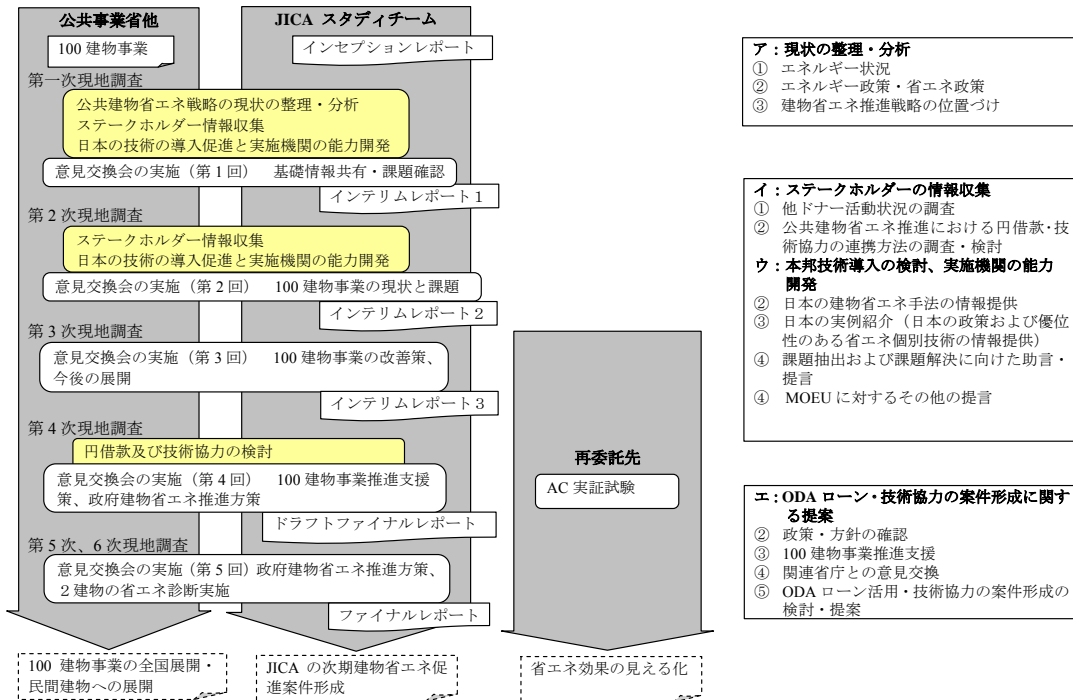 公共事業省他
JICA スタディチーム
100 建物事業
インセプションレポート
第一次現地調査
公共建物省エネ戦略の現状の整理・分析
ステークホルダー情報収集
日本の技術の導入促進と実施機関の能力開発
意見交換会の実施（第 1 回）　基礎情報共有・課題確認
インテリムレポート 1
第 2 次現地調査
ステークホルダー情報収集
日本の技術の導入促進と実施機関の能力開発
意見交換会の実施（第 2 回）　100 建物事業の現状と課題
インテリムレポート２
第 3 次現地調査
意見交換会の実施（第 3 回）　100 建物事業の改善策、
今後の展開
インテリムレポート３
第 4 次現地調査
円借款及び技術協力の検討
意見交換会の実施（第 4 回）　100 建物事業推進支援
策、政府建物省エネ推進方策
ドラフトファイナルレポート
第 5 次、6 次現地調査
意見交換会の実施（第 5 回）政府建物省エネ推進方策、
２建物の省エネ診断実施
ファイナルレポート
100 建物事業の全国展開・
民間建物への展開
JICA の次期建物省エネ促
進案件形成
再委託先
AC 実証試験
省エネ効果の見える化
ア：現状の整理・分析
① エネルギー状況
② エネルギー政策・省エネ政策
③ 建物省エネ推進戦略の位置づけ
イ：ステークホルダーの情報収集
① 他ドナー活動状況の調査
② 公共建物省エネ推進における円借款・技
術協力の連携方法の調査・検討
ウ：本邦技術導入の検討、実施機関の能力
開発
② 日本の建物省エネ手法の情報提供
③ 日本の実例紹介（日本の政策および優位
性のある省エネ個別技術の情報提供）
④ 課題抽出および課題解決に向けた助言・
提言
④ MOEU に対するその他の提言
エ：ODA ローン・技術協力の案件形成に関す
る提案
② 政策・方針の確認
③ 100 建物事業推進支援
④ 関連省庁との意見交換
⑤ ODA ローン活用・技術協力の案件形成の
検討・提案